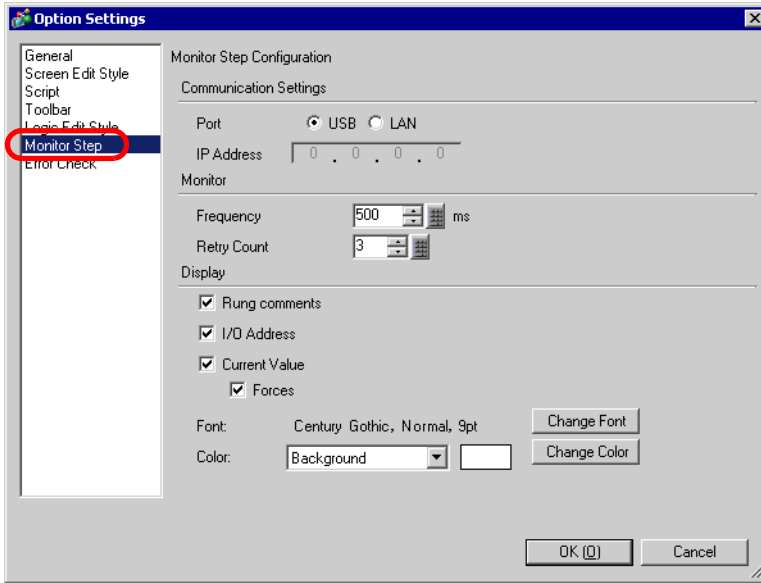 Option Settings
General
Screen Edit Style
Script
Toolbar
Logic Edit Style
Monitor Step
Error Check
Monitor Step Configuration
Communication Settings
Port USB LAN
IP Address 0 . 0 . 0 . 0
Monitor
Frequency 500 ms
Retry Count 3
Display
Rung comments
I/O Address
Current Value
Forces
Font: Century Gothic, Normal, 9pt Change Font
Color: Background Change Color
OK (O) Cancel